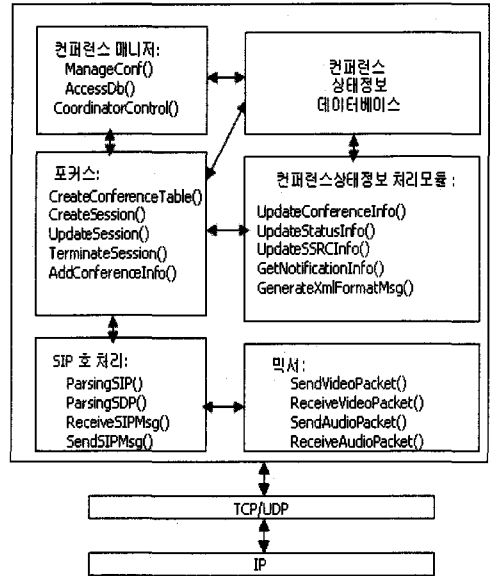 컨퍼런스 매니저:
ManageConf()
AccessDb()
CoordinatorControl()
컨퍼런스
상태정보
데이터베이스
포커스:
CreateConferenceTable()
CreateSession()
UpdateSession()
TerminateSession()
AddConferenceInfo()
컨퍼런스상태정보 처리모듈 :
UpdateConferenceInfo()
UpdateStatusInfo()
UpdateSSRCInfo()
GetNotificationInfo()
GenerateXmlFormatMsg()
SIP 호 처리:
ParsingSIP()
ParsingSDP()
ReceiveSIPMsg()
SendSIPMsg()
믹서:
SendVideoPacket()
ReceiveVideoPacket()
SendAudioPacket()
ReceiveAudioPacket()
TCP/UDP
IP